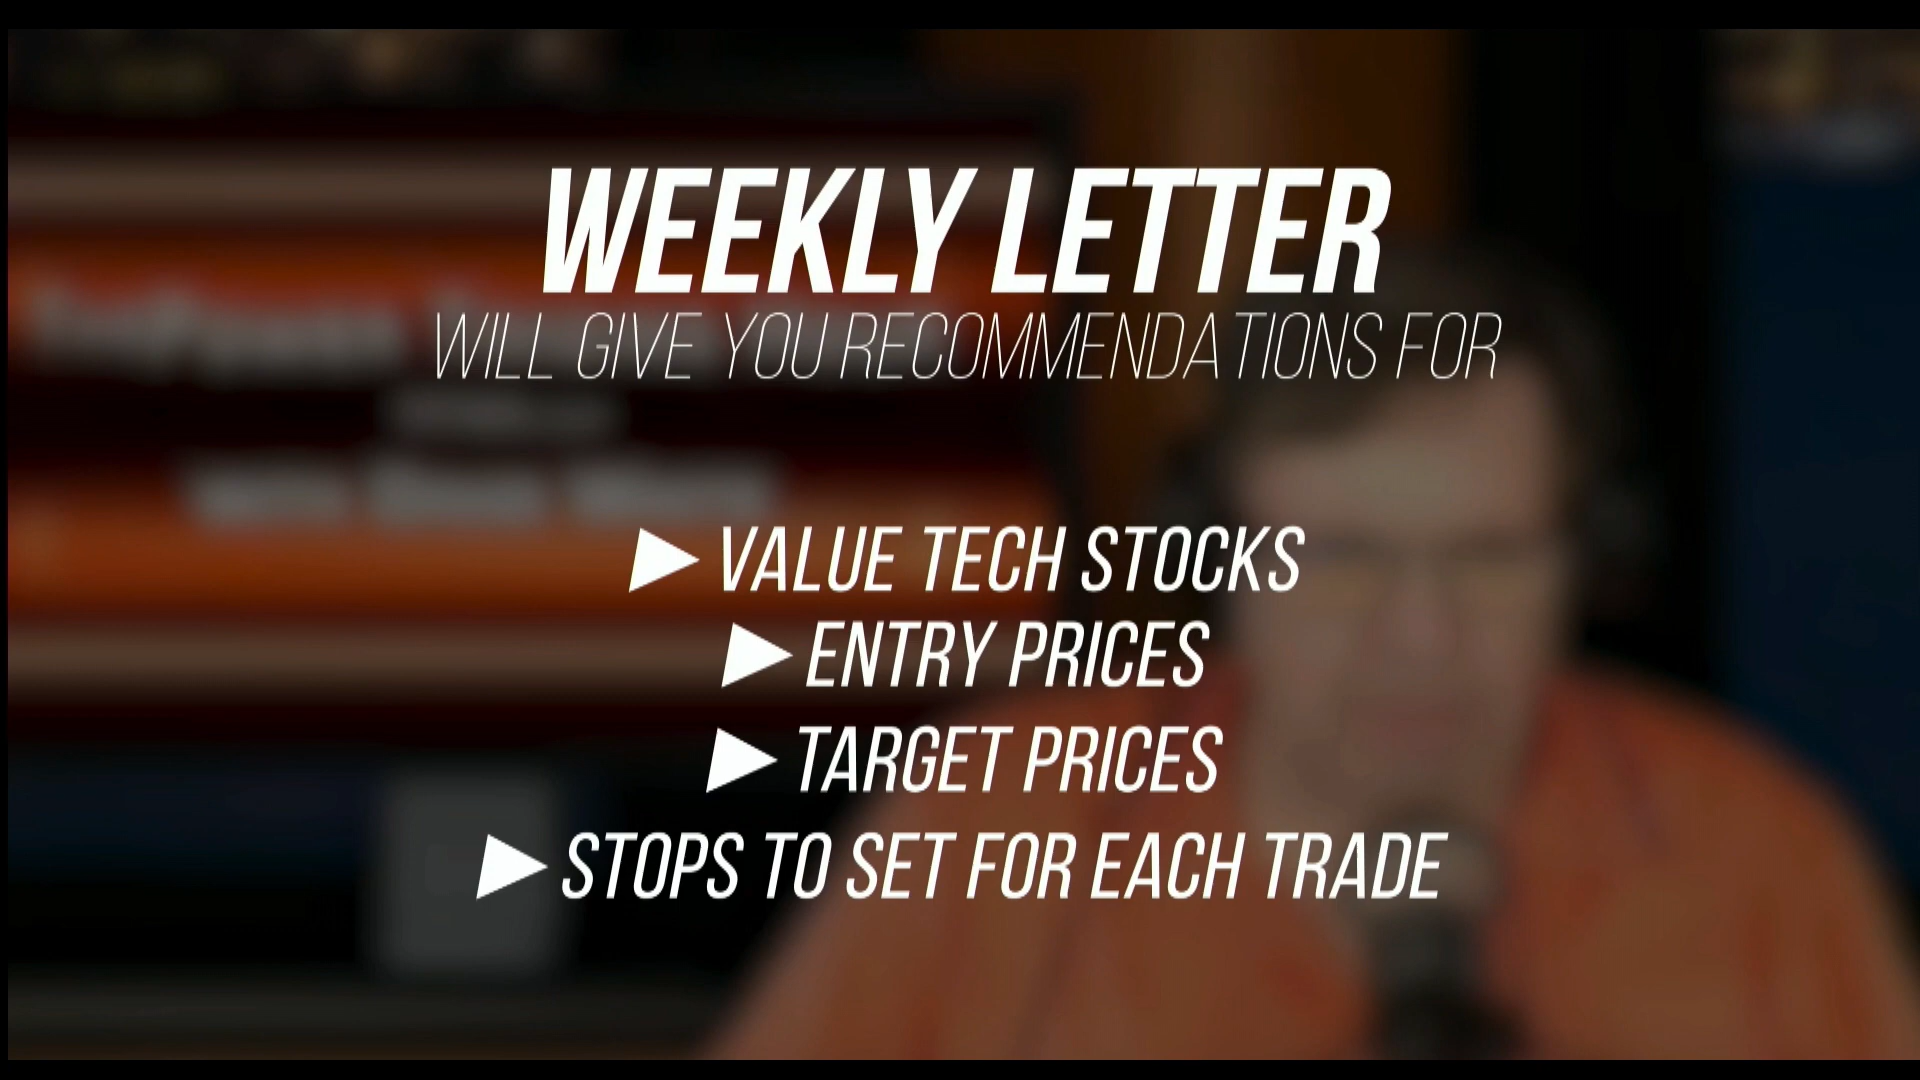 WEEKLY LETTER
WILL GIVE YOU RECOMMENDATIONS FOR
▶ VALUE TECH STOCKS
▶ ENTRY PRICES
▶ TARGET PRICES
▶ STOPS TO SET FOR EACH TRADE